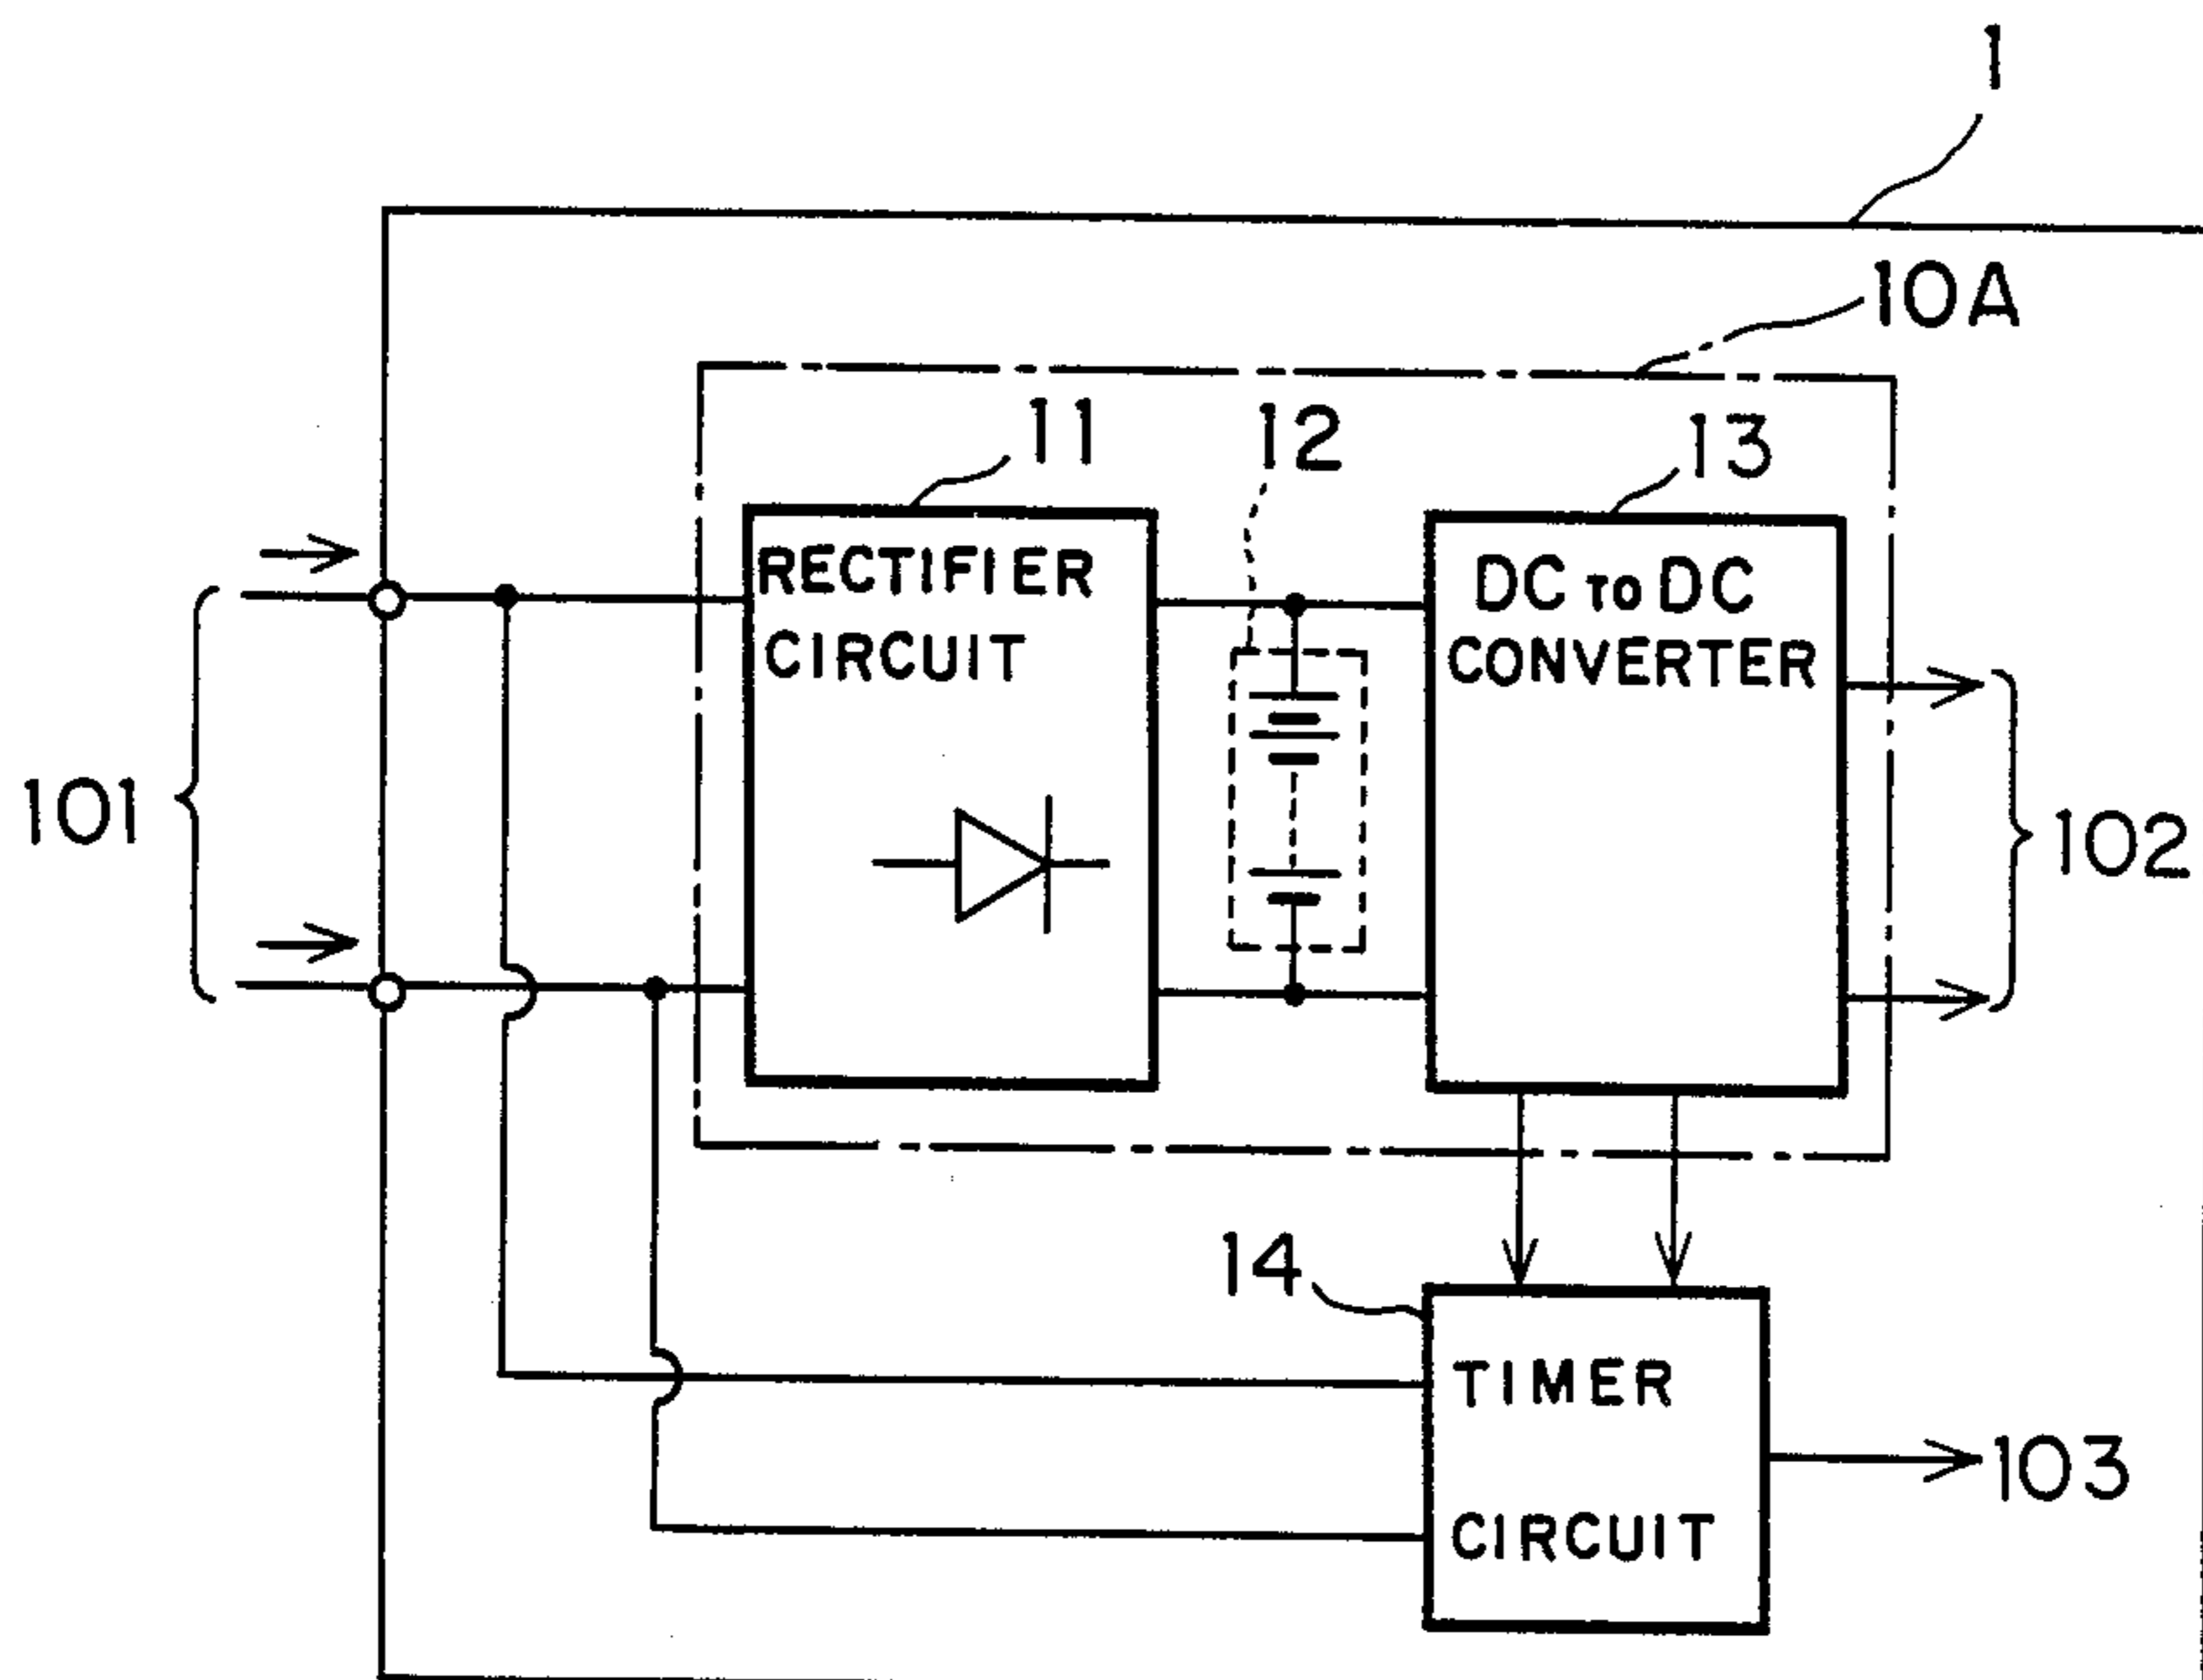 1
10A
11
12
13
RECTIFIER
CIRCUIT
DC TO DC
CONVERTER
101
102
14
TIMER
CIRCUIT
103